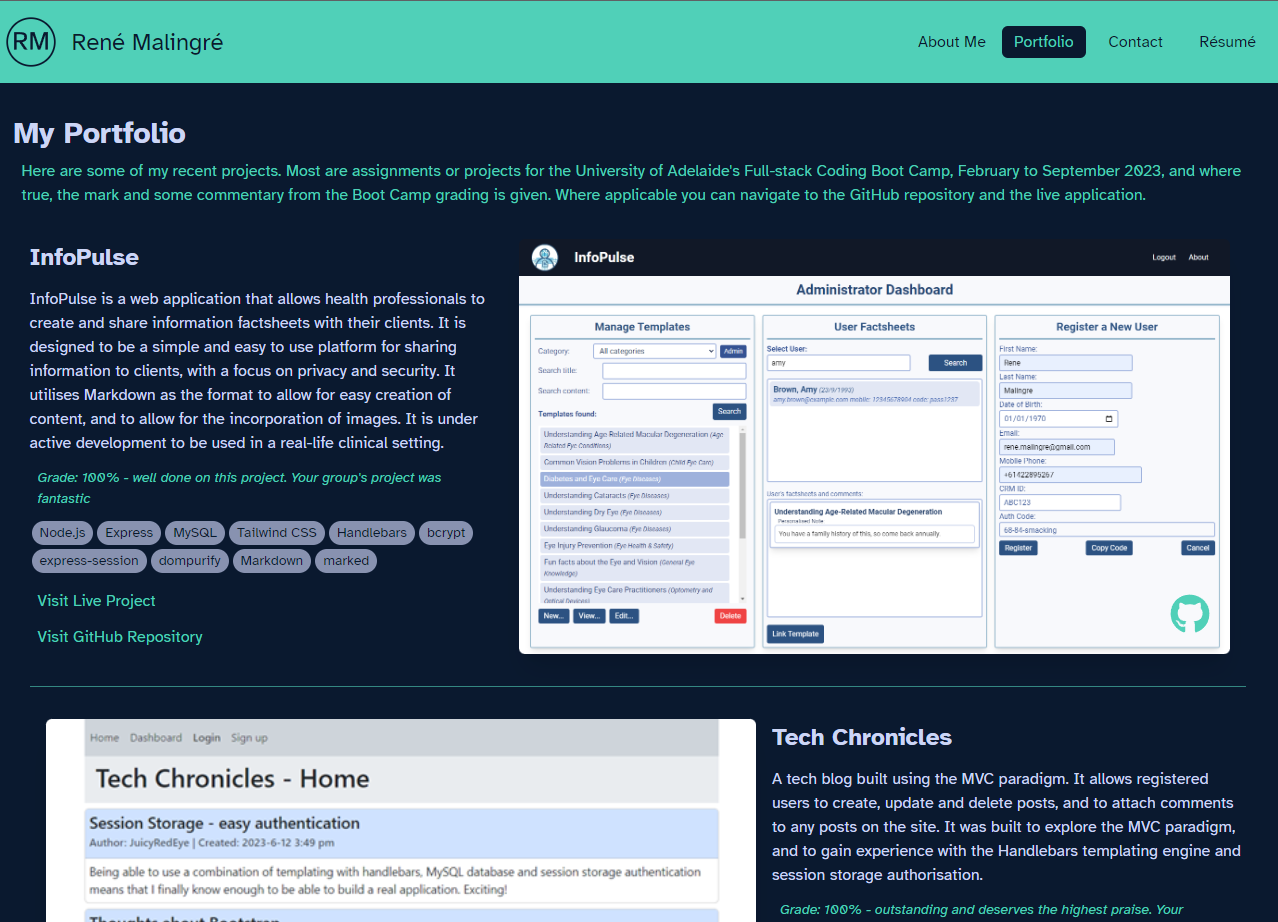 RM
René Malingré
About Me
Portfolio
Contact
Résumé
My Portfolio
Here are some of my recent projects. Most are assignments or projects for the University of Adelaide's Full-stack Coding Boot Camp, February to September 2023, and where
true, the mark and some commentary from the Boot Camp grading is given. Where applicable you can navigate to the GitHub repository and the live application.
InfoPulse
InfoPulse is a web application that allows health professionals to
create and share information factsheets with their clients. It is
designed to be a simple and easy to use platform for sharing
information to clients, with a focus on privacy and security. It
utilises Markdown as the format to allow for easy creation of
content, and to allow for the incorporation of images. It is under
active development to be used in a real-life clinical setting.
Grade: 100% - well done on this project. Your group's project was
fantastic
Node.js Express MySQL Tailwind CSS Handlebars bcrypt
express-session dompurify Markdown marked
Visit Live Project
Visit GitHub Repository
InfoPulse
Logout About
Administrator Dashboard
Manage Templates
Category: All categories Admin
Search title:
Search content:
Templates found: Search
Understanding Age Related Macular Degeneration (Age
Related Eye Conditions)
Common Vision Problems in Children (Child Eye Care)
Diabetes and Eye Care (Eye Diseases)
Understanding Cataracts (Eye Diseases)
Understanding Dry Eye (Eye Diseases)
Understanding Glaucoma (Eye Diseases)
Eye Injury Prevention (Eye Health & Safety)
Fun facts about the Eye and Vision (General Eye
Knowledge)
Understanding Eye Care Practitioners (Optometry and
Optical Devices)
New... View... Edit... Delete
User Factsheets
Select User:
amy Search
Brown, Amy (23/9/1993)
amy.brown@example.com mobile: 12345678904 code: pass1237
User's factsheets and comments:
Understanding Age-Related Macular Degeneration
Personalised Note
You have a family history of this, so come back annually.
Link Template
Register a New User
First Name:
Rene
Last Name:
Malingre
Date of Birth:
01/01/1970
Email:
rene.malingre@gmail.com
Mobile Phone:
+61422895267
CRM ID:
ABC123
Auth Code:
68-84-smacking
Register Copy Code Cancel
Home Dashboard Login Sign up
Tech Chronicles - Home
Session Storage - easy authentication
Author: JuicyRedEye | Created: 2023-6-12 3:49 pm
Being able to use a combination of templating with handlebars, MySQL database and session storage authentication
means that I finally know enough to be able to build a real application. Exciting!
Thoughts about Bootstrap
Tech Chronicles
A tech blog built using the MVC paradigm. It allows registered
users to create, update and delete posts, and to attach comments
to any posts on the site. It was built to explore the MVC paradigm,
and to gain experience with the Handlebars templating engine and
session storage authorisation.
Grade: 100% - outstanding and deserves the highest praise. Your